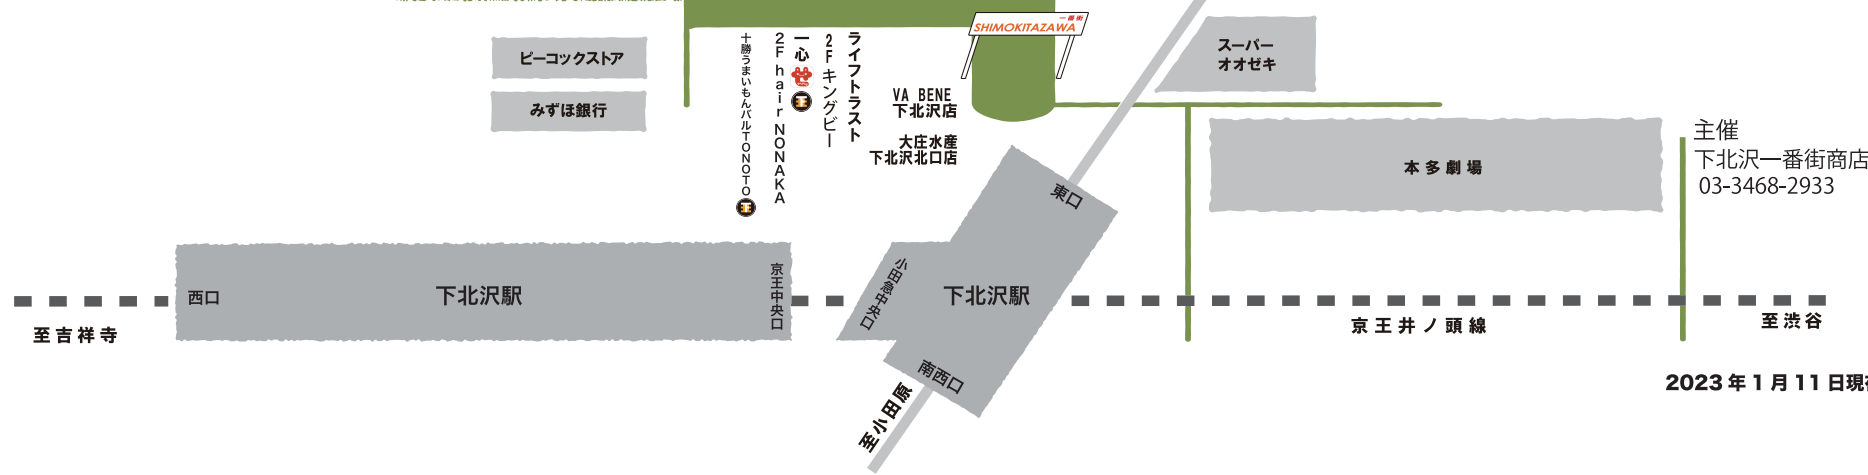 一番街
SHIMOKITAZAWA
ピーコックストア
みずほ銀行
ライフトラスト
2F キングビー
一心 せ 王
2F hair NONAKA
十勝うまいもんバルTONOTO 王
VA BENE
下北沢店
大庄水産
下北沢北口店
スーパー
オオゼキ
本多劇場
主催
下北沢一番街商店
03-3468-2933
東口
西口
下北沢駅
京王中央口
小田急中央口
下北沢駅
南西口
至吉祥寺
京王井ノ頭線
至渋谷
至小田原
2023年1月11日現在